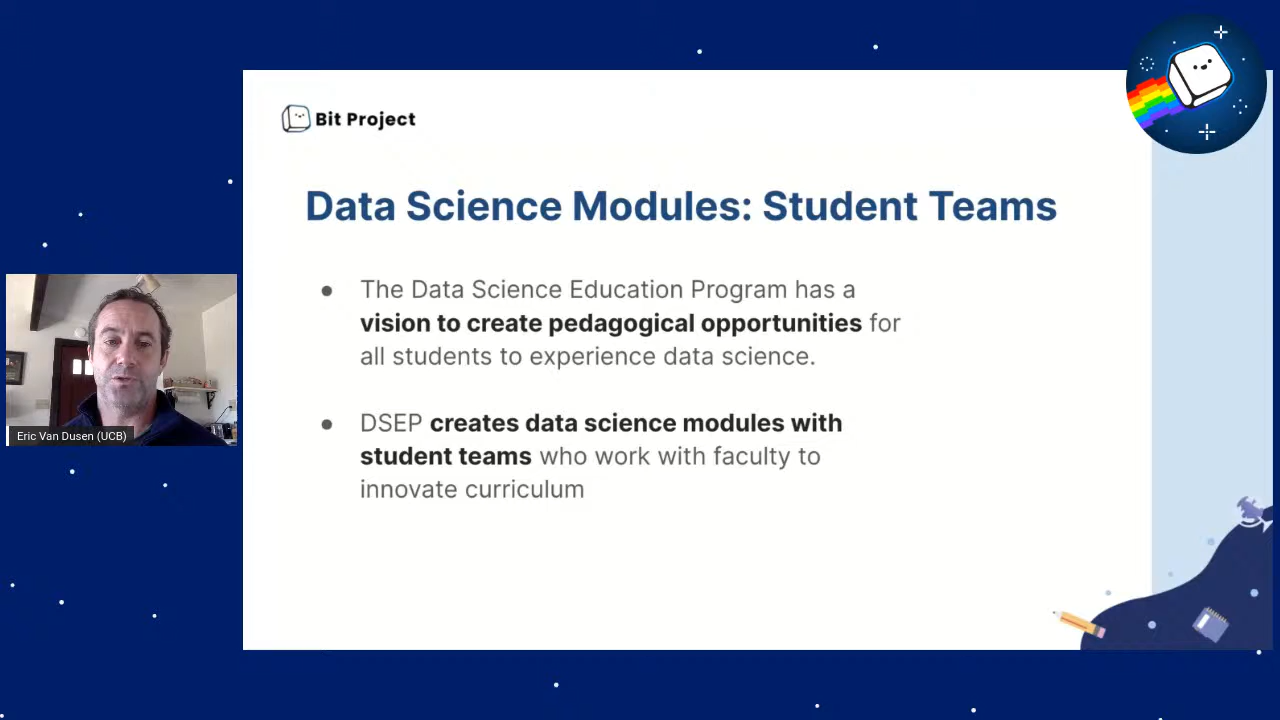 Bit Project
Data Science Modules: Student Teams
● The Data Science Education Program has a
vision to create pedagogical opportunities for
all students to experience data science.
● DSEP creates data science modules with
student teams who work with faculty to
innovate curriculum
Eric Van Dusen (UCB)